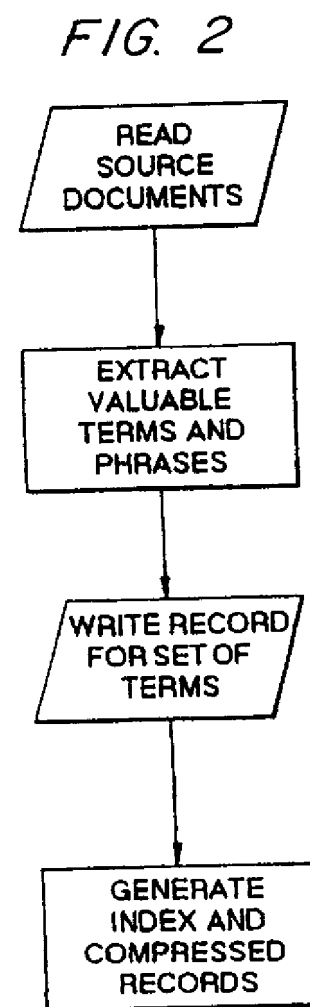 FIG. 2
READ
SOURCE
DOCUMENTS
EXTRACT
VALUABLE
TERMS AND
PHRASES
WRITE RECORD
FOR SET OF
TERMS
GENERATE
INDEX AND
COMPRESSED
RECORDS